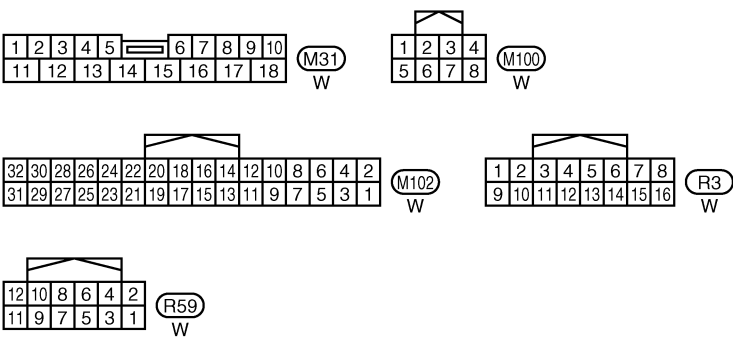 1 2 3 4 5 6 7 8 9 10
11 12 13 14 15 16 17 18
M31
W
1 2 3 4
5 6 7 8
M100
W
32 30 28 26 24 22 20 18 16 14 12 10 8 6 4 2
31 29 27 25 23 21 19 17 15 13 11 9 7 5 3 1
M102
W
1 2 3 4 5 6 7 8
9 10 11 12 13 14 15 16
R3
W
12 10 8 6 4 2
11 9 7 5 3 1
R59
W